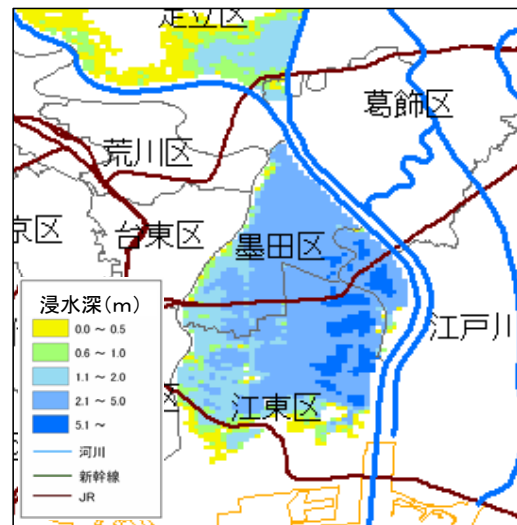 足立区
葛飾区
荒川区
京区
台東区
墨田区
江戸川
江東区
区
浸水深(m)
0.0 ~ 0.5
0.6 ~ 1.0
1.1 ~ 2.0
2.1 ~ 5.0
5.1 ~
河川
新幹線
JR